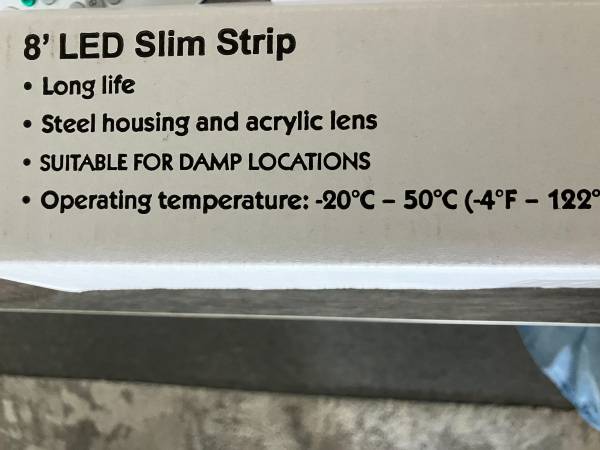 8' LED Slim Strip
• Long life
• Steel housing and acrylic lens
• SUITABLE FOR DAMP LOCATIONS
• Operating temperature: -20°C – 50°C (-4°F – 122°